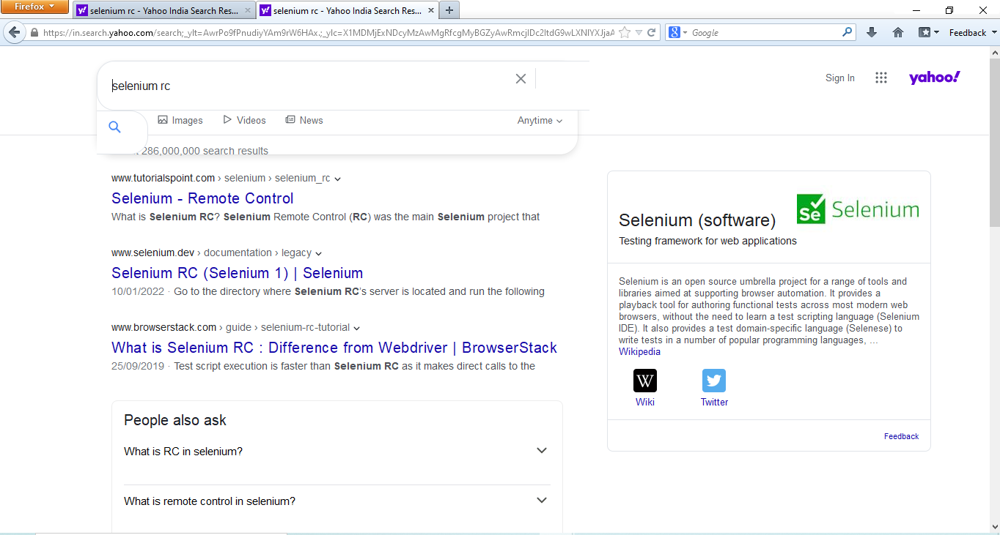 Firefox
selenium rc - Yahoo India Search Res...
selenium rc - Yahoo India Search Res...
https://in.search.yahoo.com/search;_ylt=AwrPo9fPnudiyYAm9rW6HAx.;_ylc=X1MDMjExNDcyMzAwMgRfcgMyBGZyAwRmcjIDc2ItdG9wLXNlYXJjaA
Google
Feedback
selenium rc
Sign In
yahoo!
Images
Videos
News
Anytime
286,000,000 search results
www.tutorialspoint.com › selenium › selenium_rc
Selenium - Remote Control
What is Selenium RC? Selenium Remote Control (RC) was the main Selenium project that
www.selenium.dev › documentation › legacy
Selenium RC (Selenium 1) | Selenium
10/01/2022 · Go to the directory where Selenium RC's server is located and run the following
www.browserstack.com › guide › selenium-rc-tutorial
What is Selenium RC : Difference from Webdriver | BrowserStack
25/09/2019 · Test script execution is faster than Selenium RC as it makes direct calls to the
People also ask
What is RC in selenium?
What is remote control in selenium?
Se Selenium
Selenium (software)
Testing framework for web applications
Selenium is an open source umbrella project for a range of tools and
libraries aimed at supporting browser automation. It provides a
playback tool for authoring functional tests across most modern web
browsers, without the need to learn a test scripting language (Selenium
IDE). It also provides a test domain-specific language (Selenese) to
write tests in a number of popular programming languages, ...
Wikipedia
W
Wiki
Twitter
Feedback